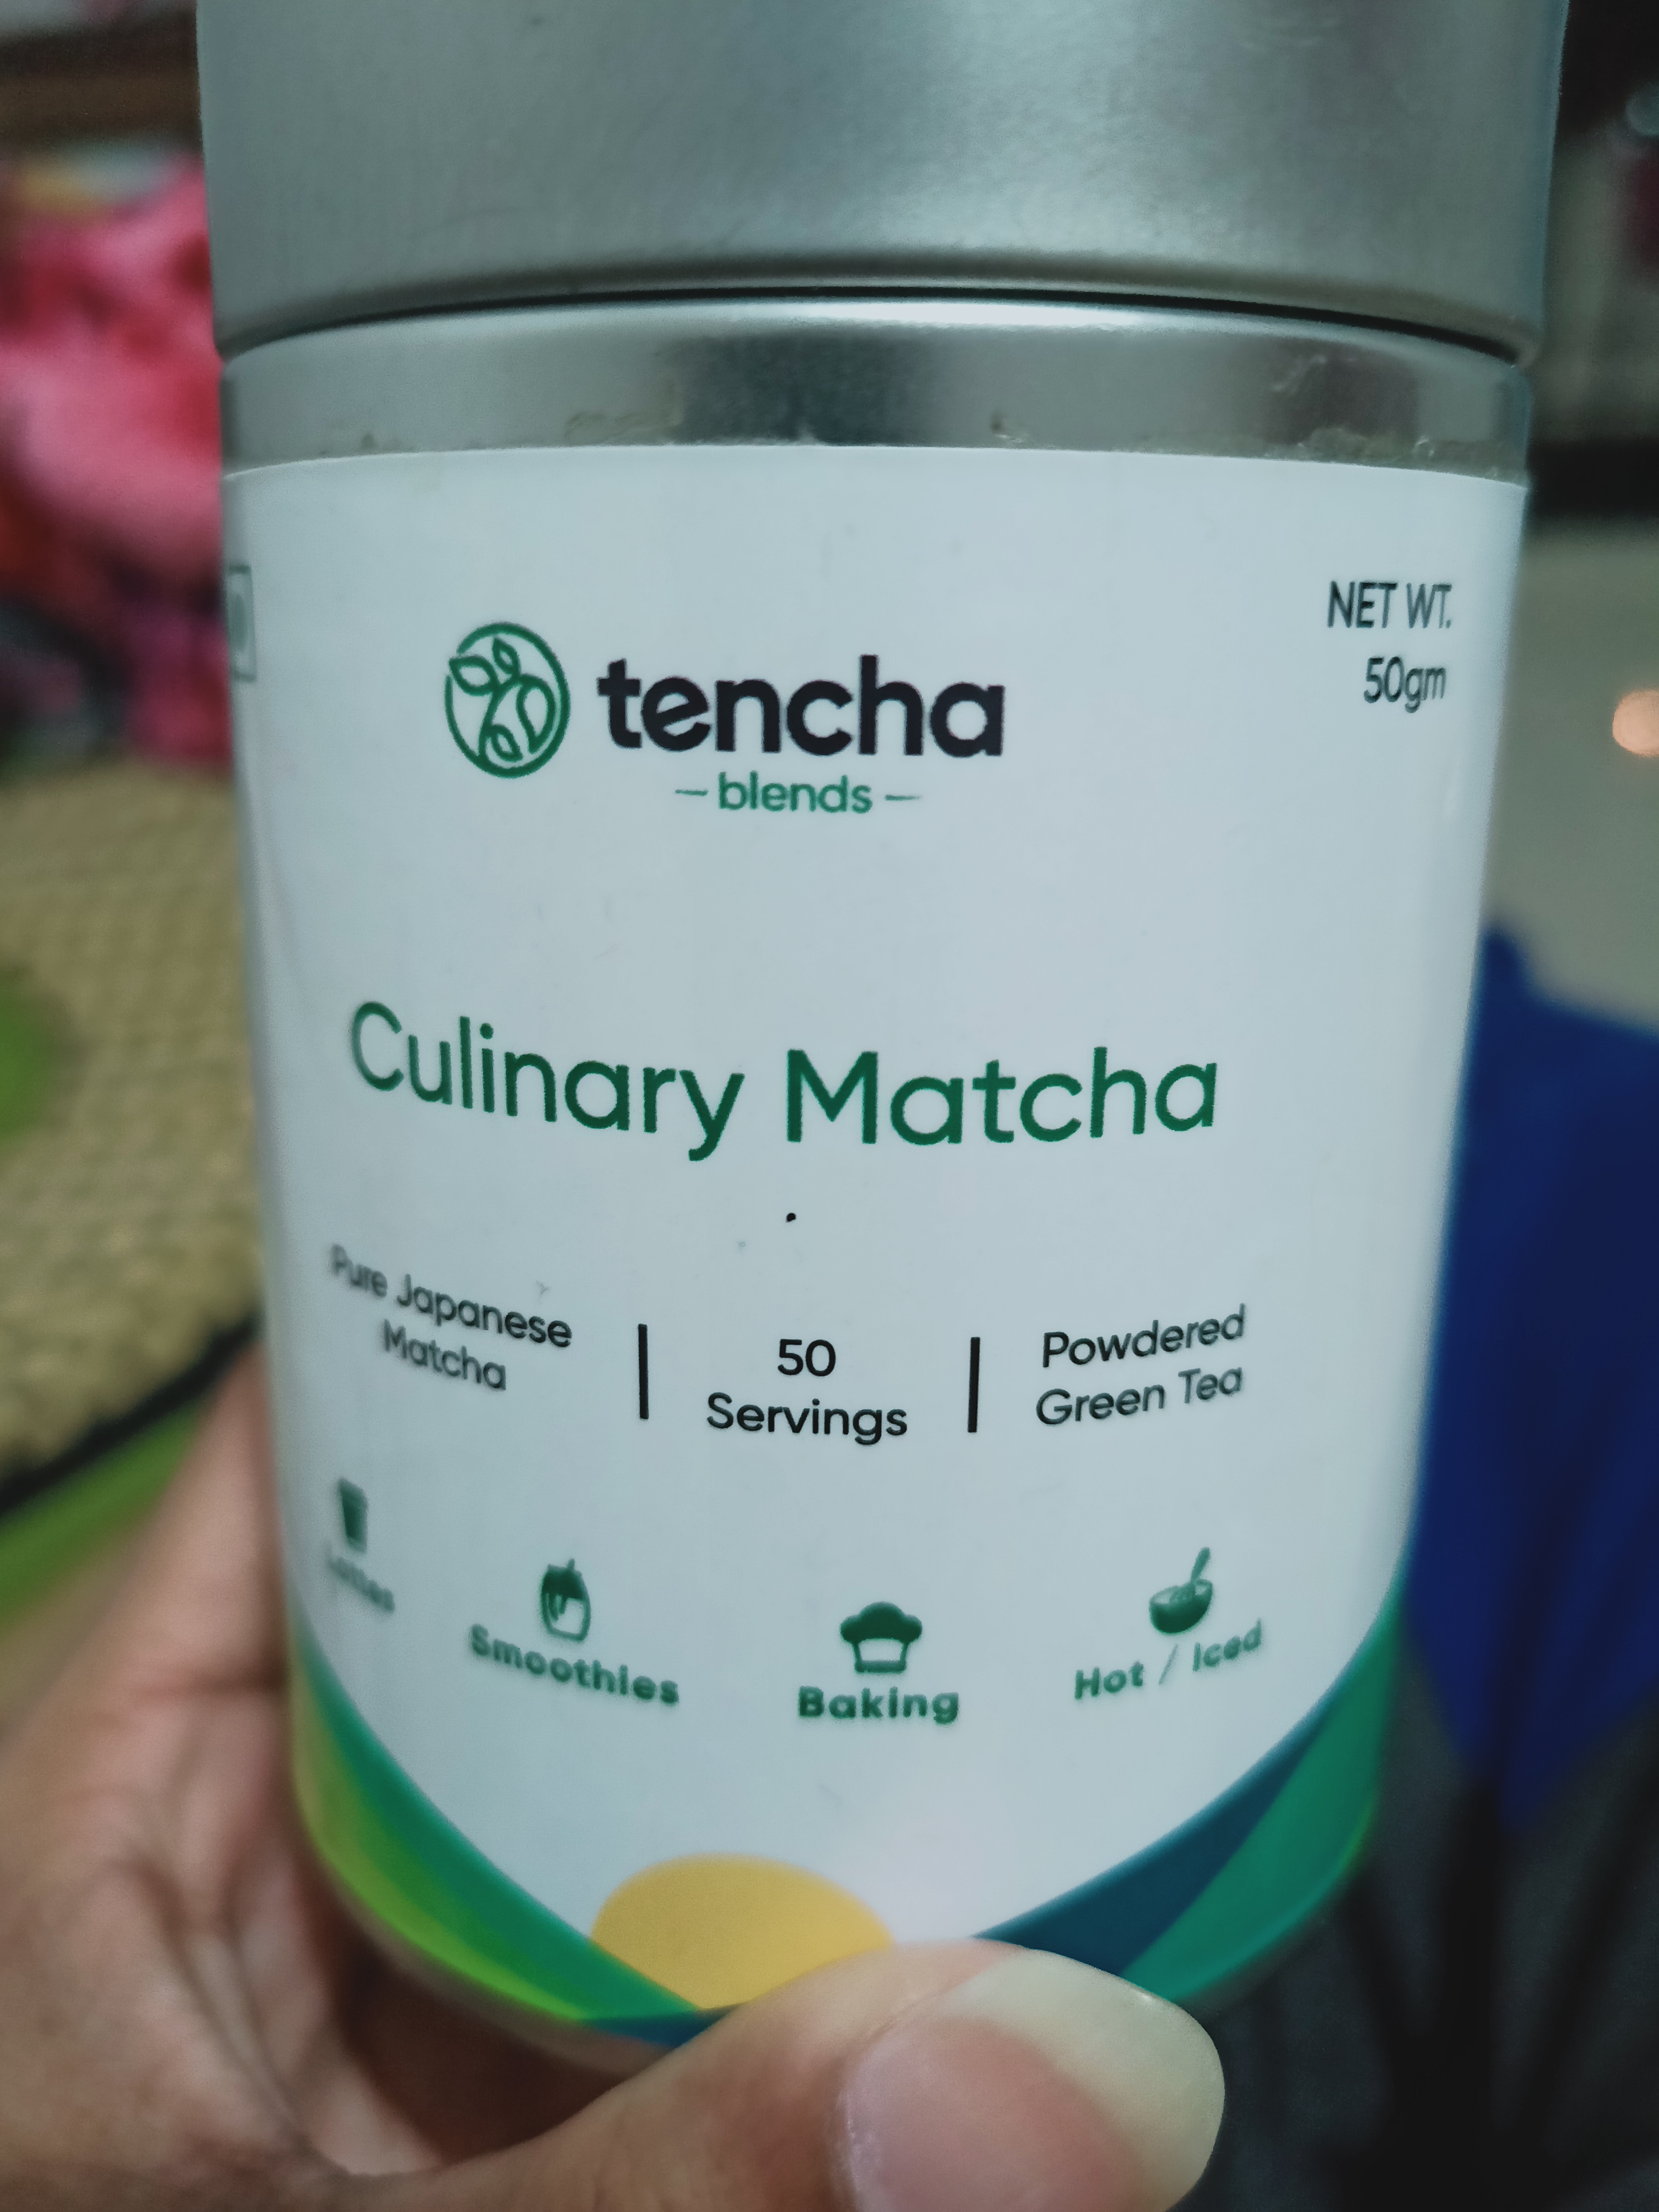 tencha
– blends –
NET WT.
50gm
Culinary Matcha
Pure Japanese
Matcha
50
Servings
Powdered
Green Tea
Lattes
Smoothies
Baking
Hot / Iced